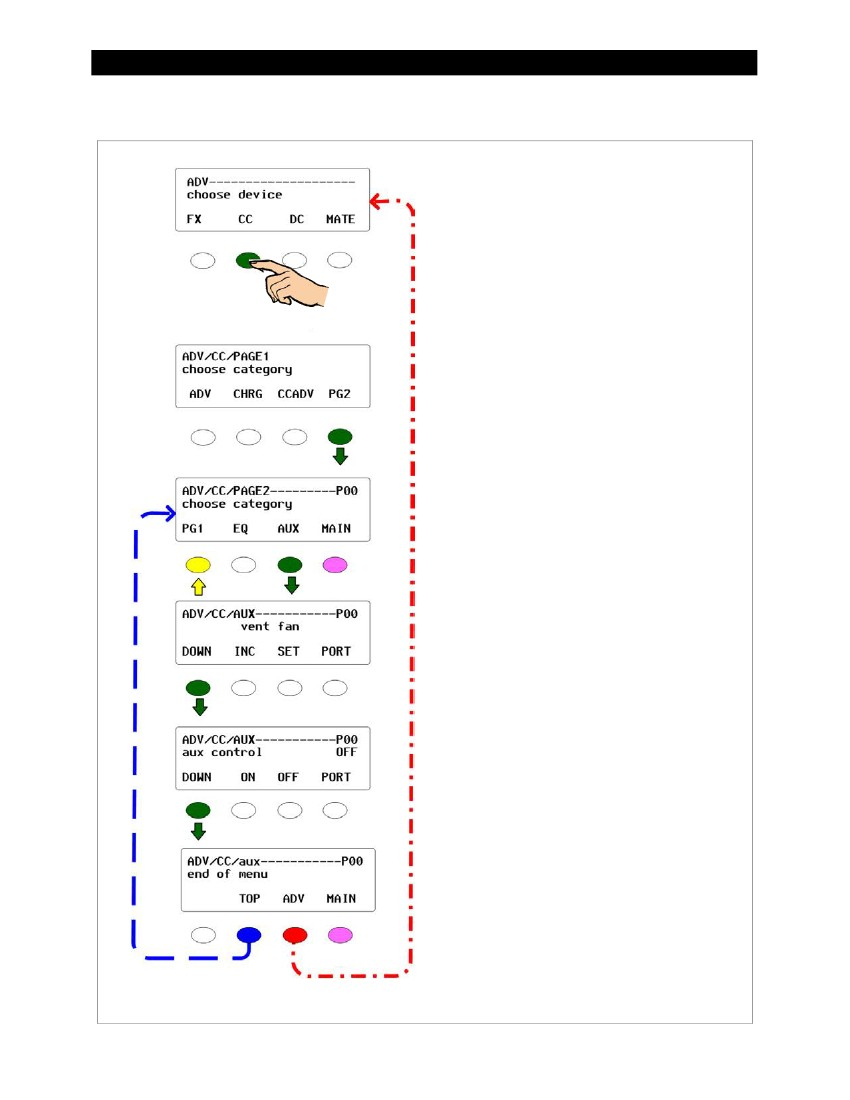 ADV--------------------
choose device
FX CC DC MATE
ADV/CC/PAGE1
choose category
ADV CHRG CCADV PG2
ADV/CC/PAGE2---------P00
choose category
PG1 EQ AUX MAIN
ADV/CC/AUX-----------P00
vent fan
DOWN INC SET PORT
ADV/CC/AUX-----------P00
aux control OFF
DOWN ON OFF PORT
ADV/CC/aux-----------P00
end of menu
TOP ADV MAIN